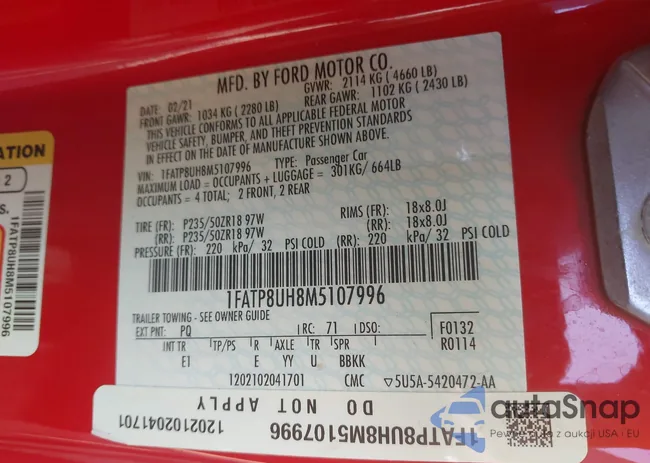 MFD. BY FORD MOTOR CO.
DATE: 02/21
GVWR: 2114 KG ( 4660 LB)
FRONT GAWR: 1034 KG ( 2280 LB)
REAR GAWR: 1102 KG ( 2430 LB)
THIS VEHICLE CONFORMS TO ALL APPLICABLE FEDERAL MOTOR
VEHICLE SAFETY, BUMPER, AND THEFT PREVENTION STANDARDS
IN EFFECT ON THE DATE OF MANUFACTURE SHOWN ABOVE.
VIN: 1FATP8UH8M5107996 TYPE: Passenger Car
MAXIMUM LOAD = OCCUPANTS + LUGGAGE = 301KG/ 664LB
OCCUPANTS = 4 TOTAL; 2 FRONT, 2 REAR
TIRE (FR): P235/50ZR18 97W RIMS (FR): 18x8.0J
(RR): P235/50ZR18 97W (RR): 18x8.0J
PRESSURE (FR): 220 kPa/ 32 PSI COLD (RR): 220 kPa/ 32 PSI COLD
1FATP8UH8M5107996
TRAILER TOWING - SEE OWNER GUIDE
EXT PNT: PQ RC: 71 DSO: F0132
R0114
INT TR TP/PS R AXLE TR SPR
E1 E YY U BBKK
1202102041701 CMC ▽5U5A-5420472-AA
1FATP8UH8M5107996
DO NOT APPLY
1202102041701
ATION
2
s.
1FATP8UH8M5107996
autoSnap
Pewne auta z aukcji USA i EU